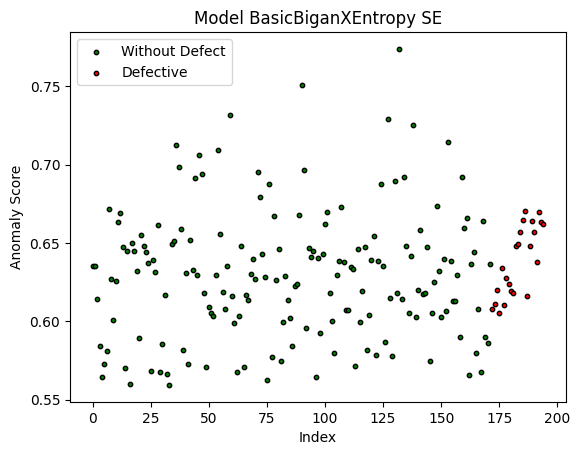 Model BasicBiganXEntropy SE
Without Defect
Defective
Anomaly Score
0.75
0.70
0.65
0.60
0.55
0 25 50 75 100 125 150 175 200
Index